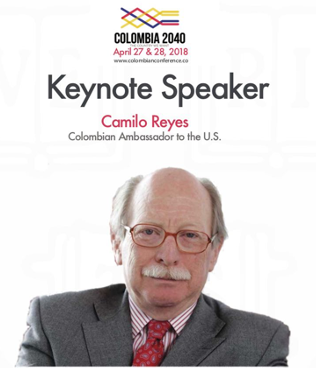 COLOMBIA 2040
April 27 & 28, 2018
www.colombianconference.co
Keynote Speaker
Camilo Reyes
Colombian Ambassador to the U.S.